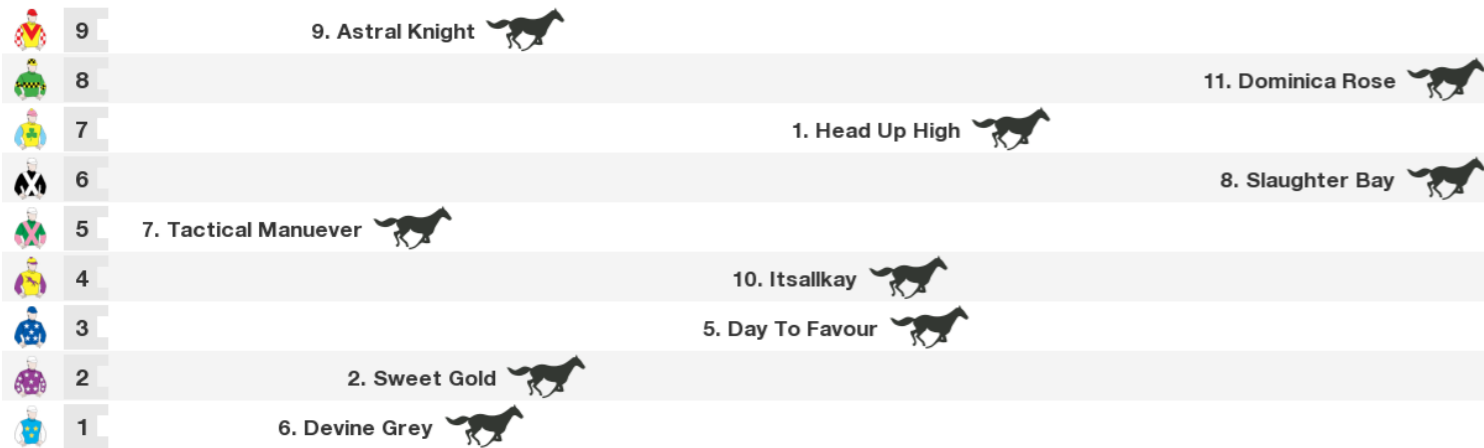 9 9. Astral Knight
8 11. Dominica Rose
7 1. Head Up High
6 8. Slaughter Bay
5 7. Tactical Manuever
4 10. Itsallkay
3 5. Day To Favour
2 2. Sweet Gold
1 6. Devine Grey